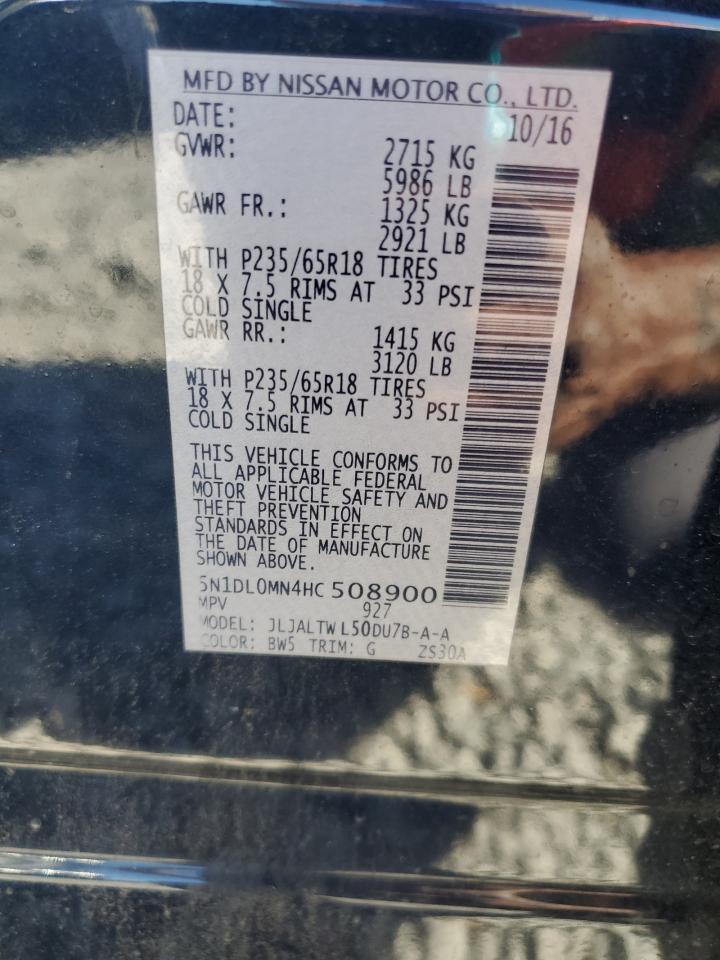 MFD BY NISSAN MOTOR CO., LTD.
DATE: 10/16
GVWR: 2715 KG
5986 LB
GAWR FR.: 1325 KG
2921 LB
WITH P235/65R18 TIRES
18 X 7.5 RIMS AT 33 PSI
COLD SINGLE
GAWR RR.: 1415 KG
3120 LB
WITH P235/65R18 TIRES
18 X 7.5 RIMS AT 33 PSI
COLD SINGLE
THIS VEHICLE CONFORMS TO
ALL APPLICABLE FEDERAL
MOTOR VEHICLE SAFETY AND
THEFT PREVENTION
STANDARDS IN EFFECT ON
THE DATE OF MANUFACTURE
SHOWN ABOVE.
5N1DL0MN4HC 508900
MPV 927
MODEL: JLJALTW L50DU7B-A-A
COLOR: BW5 TRIM: G ZS30A